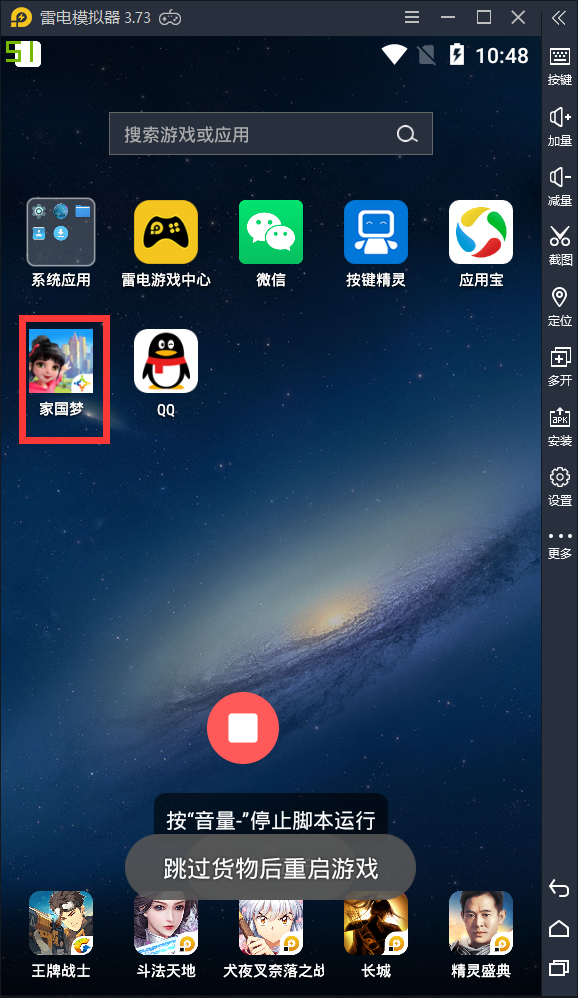 雷电模拟器 3.73
51
10:48
搜索游戏或应用
系统应用
雷电游戏中心
微信
按键精灵
应用宝
家国梦
QQ
按“音量-”停止脚本运行
跳过货物后重启游戏
王牌战士
斗法天地
犬夜叉奈落之战
长城
精灵盛典
按键
加量
减量
截图
定位
多开
APK
安装
设置
更多